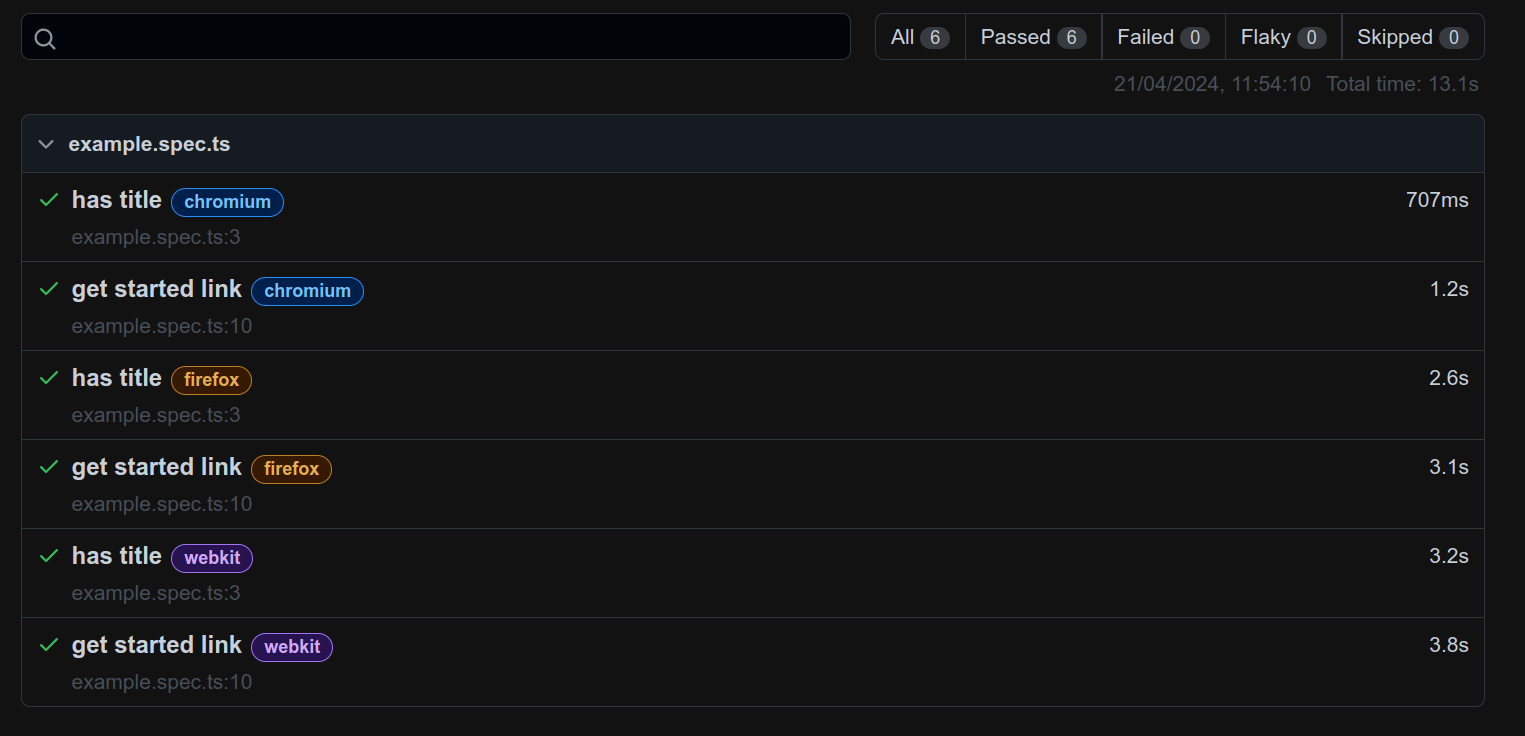 All 6 Passed 6 Failed 0 Flaky 0 Skipped 0
21/04/2024, 11:54:10 Total time: 13.1s
example.spec.ts
has title chromium 707ms
example.spec.ts:3
get started link chromium 1.2s
example.spec.ts:10
has title firefox 2.6s
example.spec.ts:3
get started link firefox 3.1s
example.spec.ts:10
has title webkit 3.2s
example.spec.ts:3
get started link webkit 3.8s
example.spec.ts:10